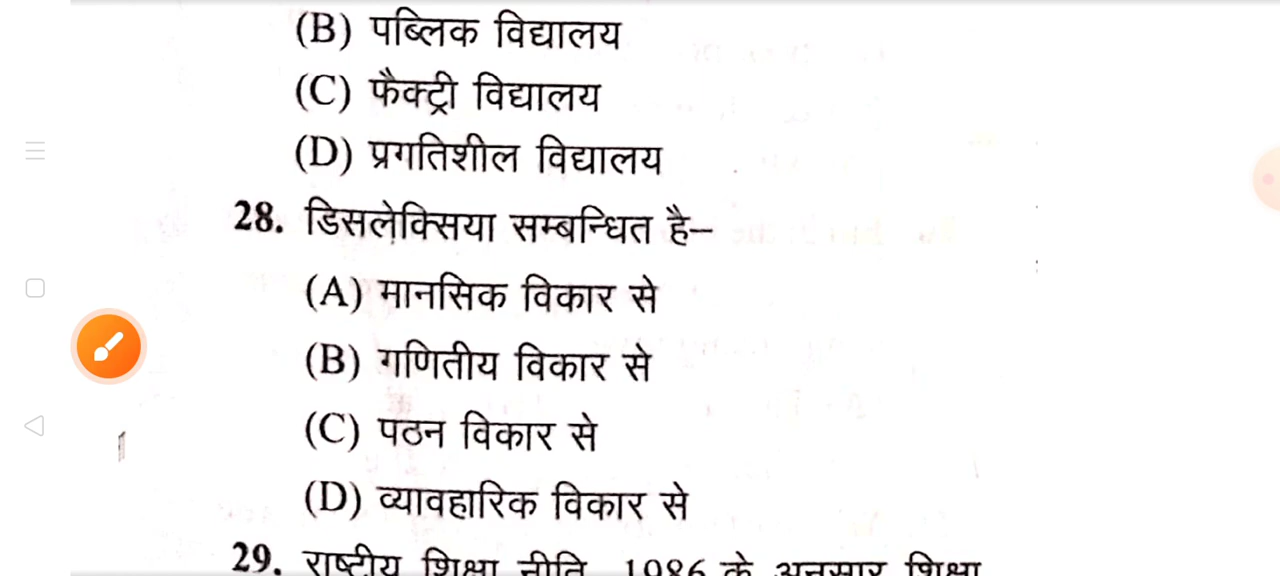 (B) पब्लिक विद्यालय
(C) फैक्ट्री विद्यालय
(D) प्रगतिशील विद्यालय
28. डिसलेक्सिया सम्बन्धित है–
(A) मानसिक विकार से
(B) गणितीय विकार से
(C) पठन विकार से
(D) व्यावहारिक विकार से
29. राष्ट्रीय शिक्षा नीति 1986 के अनुसार शिक्षा